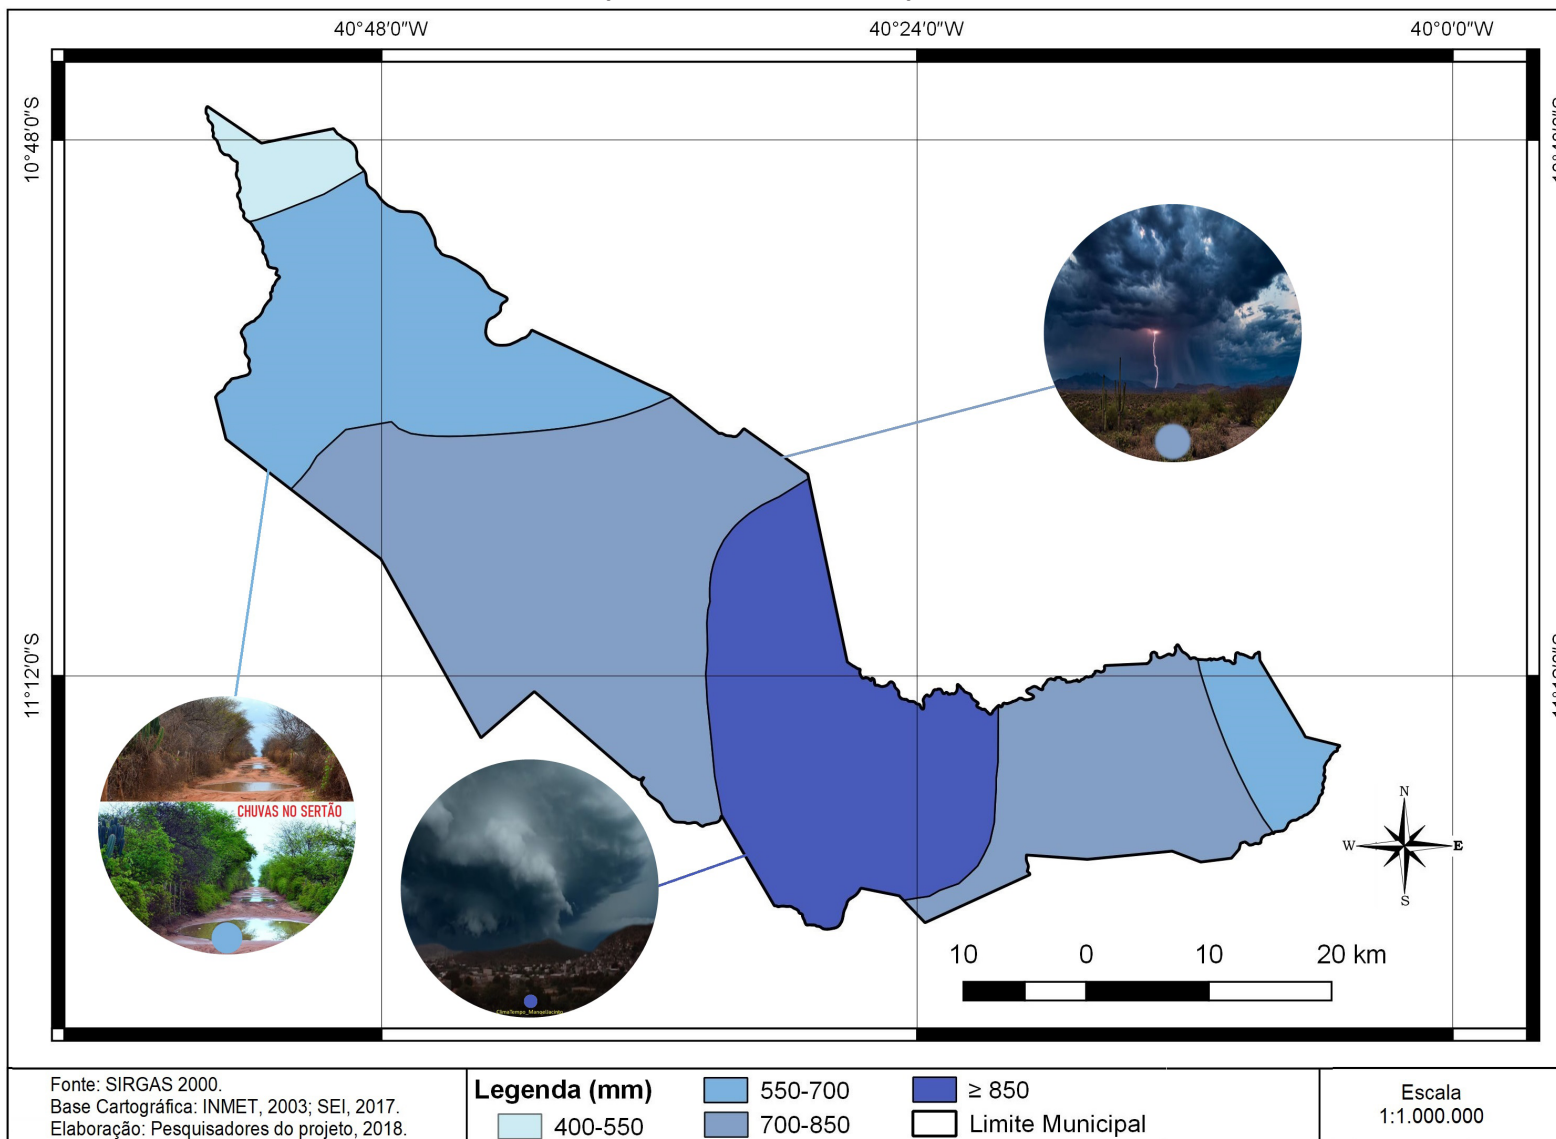 40°48'0"W
40°24'0"W
40°0'0"W
10°48'0"S
11°12'0"S
CHUVAS NO SERTÃO
N
W
E
S
10 0 10 20 km
Fonte: SIRGAS 2000.
Base Cartográfica: INMET, 2003; SEI, 2017.
Elaboração: Pesquisadores do projeto, 2018.
Legenda (mm)
400-550
550-700
700-850
≥ 850
Limite Municipal
Escala
1:1.000.000